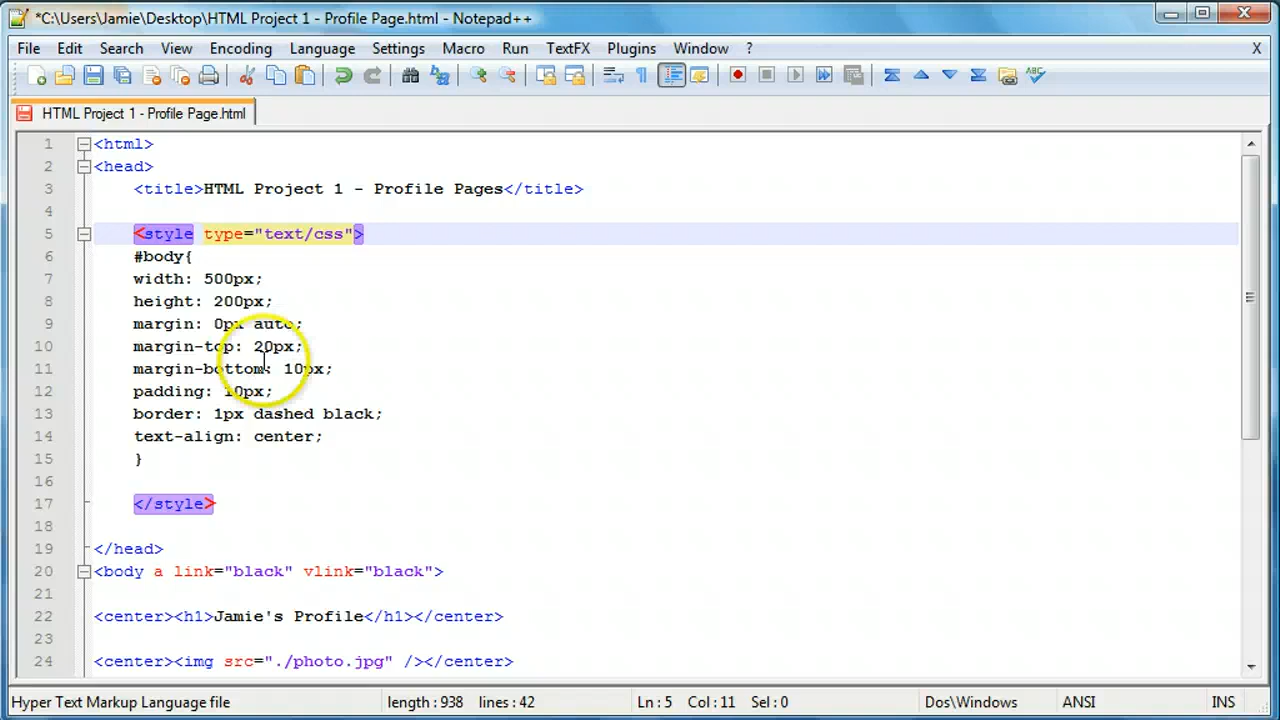 *C:\Users\Jamie\Desktop\HTML Project 1 - Profile Page.html - Notepad++
File Edit Search View Encoding Language Settings Macro Run TextFX Plugins Window ? X
HTML Project 1 - Profile Page.html
1 <html>
2 <head>
3 <title>HTML Project 1 - Profile Pages</title>
4
5 <style type="text/css">
6 #body{
7 width: 500px;
8 height: 200px;
9 margin: 0px auto;
10 margin-top: 20px;
11 margin-bottom: 10px;
12 padding: 10px;
13 border: 1px dashed black;
14 text-align: center;
15 }
16
17 </style>
18
19 </head>
20 <body a link="black" vlink="black">
21
22 <center><h1>Jamie's Profile</h1></center>
23
24 <center><img src="./photo.jpg" /></center>
Hyper Text Markup Language file length : 938 lines : 42 Ln : 5 Col : 11 Sel : 0 Dos\Windows ANSI INS